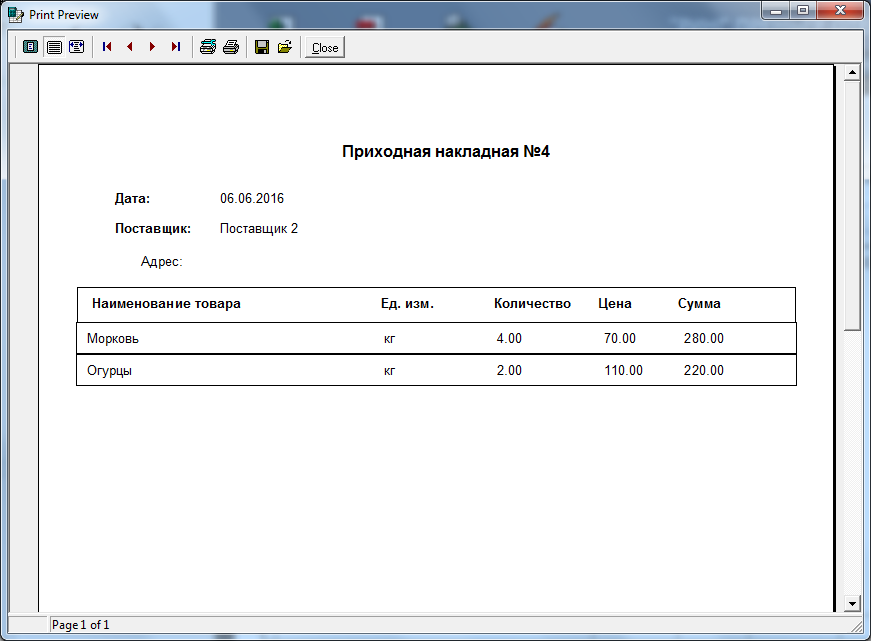 Print Preview
Close
Приходная накладная №4
Дата: 06.06.2016
Поставщик: Поставщик 2
Адрес:
Наименование товара Ед. изм. Количество Цена Сумма
Морковь кг 4.00 70.00 280.00
Огурцы кг 2.00 110.00 220.00
Page 1 of 1